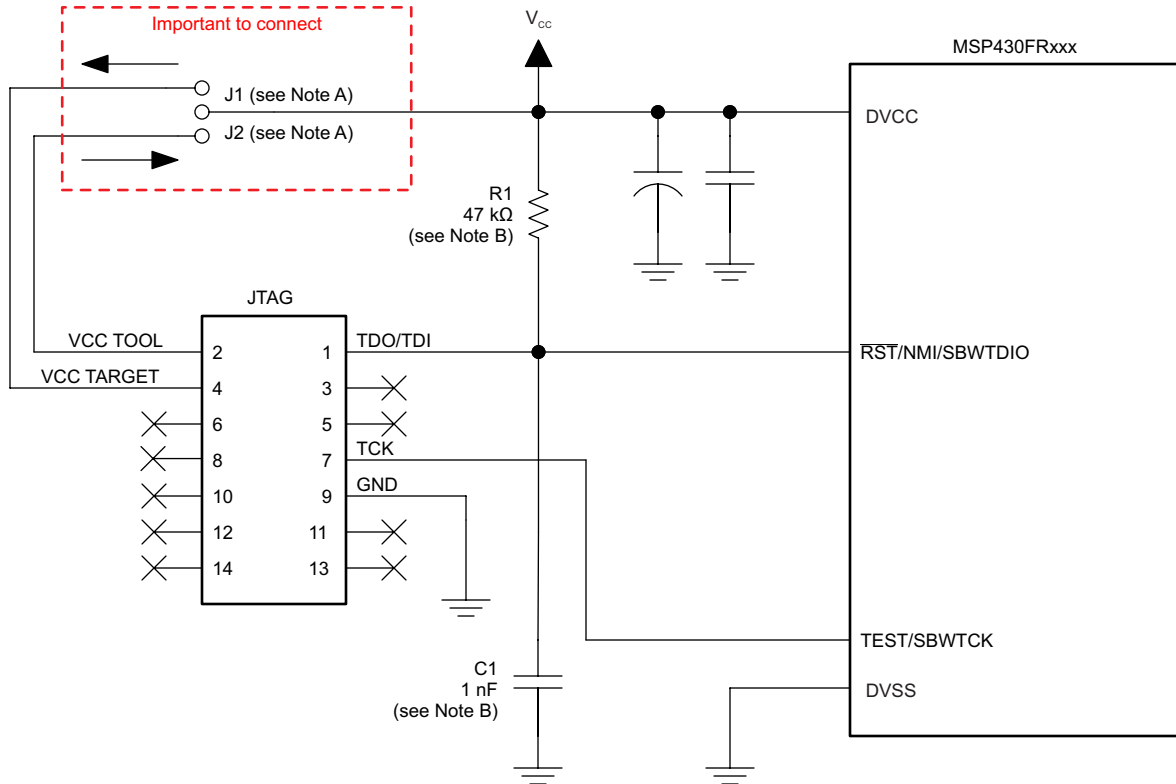 Important to connect
J1 (see Note A)
J2 (see Note A)
VCC
MSP430FRxxx
DVCC
R1
47 kΩ
(see Note B)
JTAG
VCC TOOL
2
1
TDO/TDI
RST/NMI/SBWTDIO
VCC TARGET
4
3
6
5
8
7
TCK
10
9
GND
12
11
14
13
TEST/SBWTCK
C1
1 nF
(see Note B)
DVSS